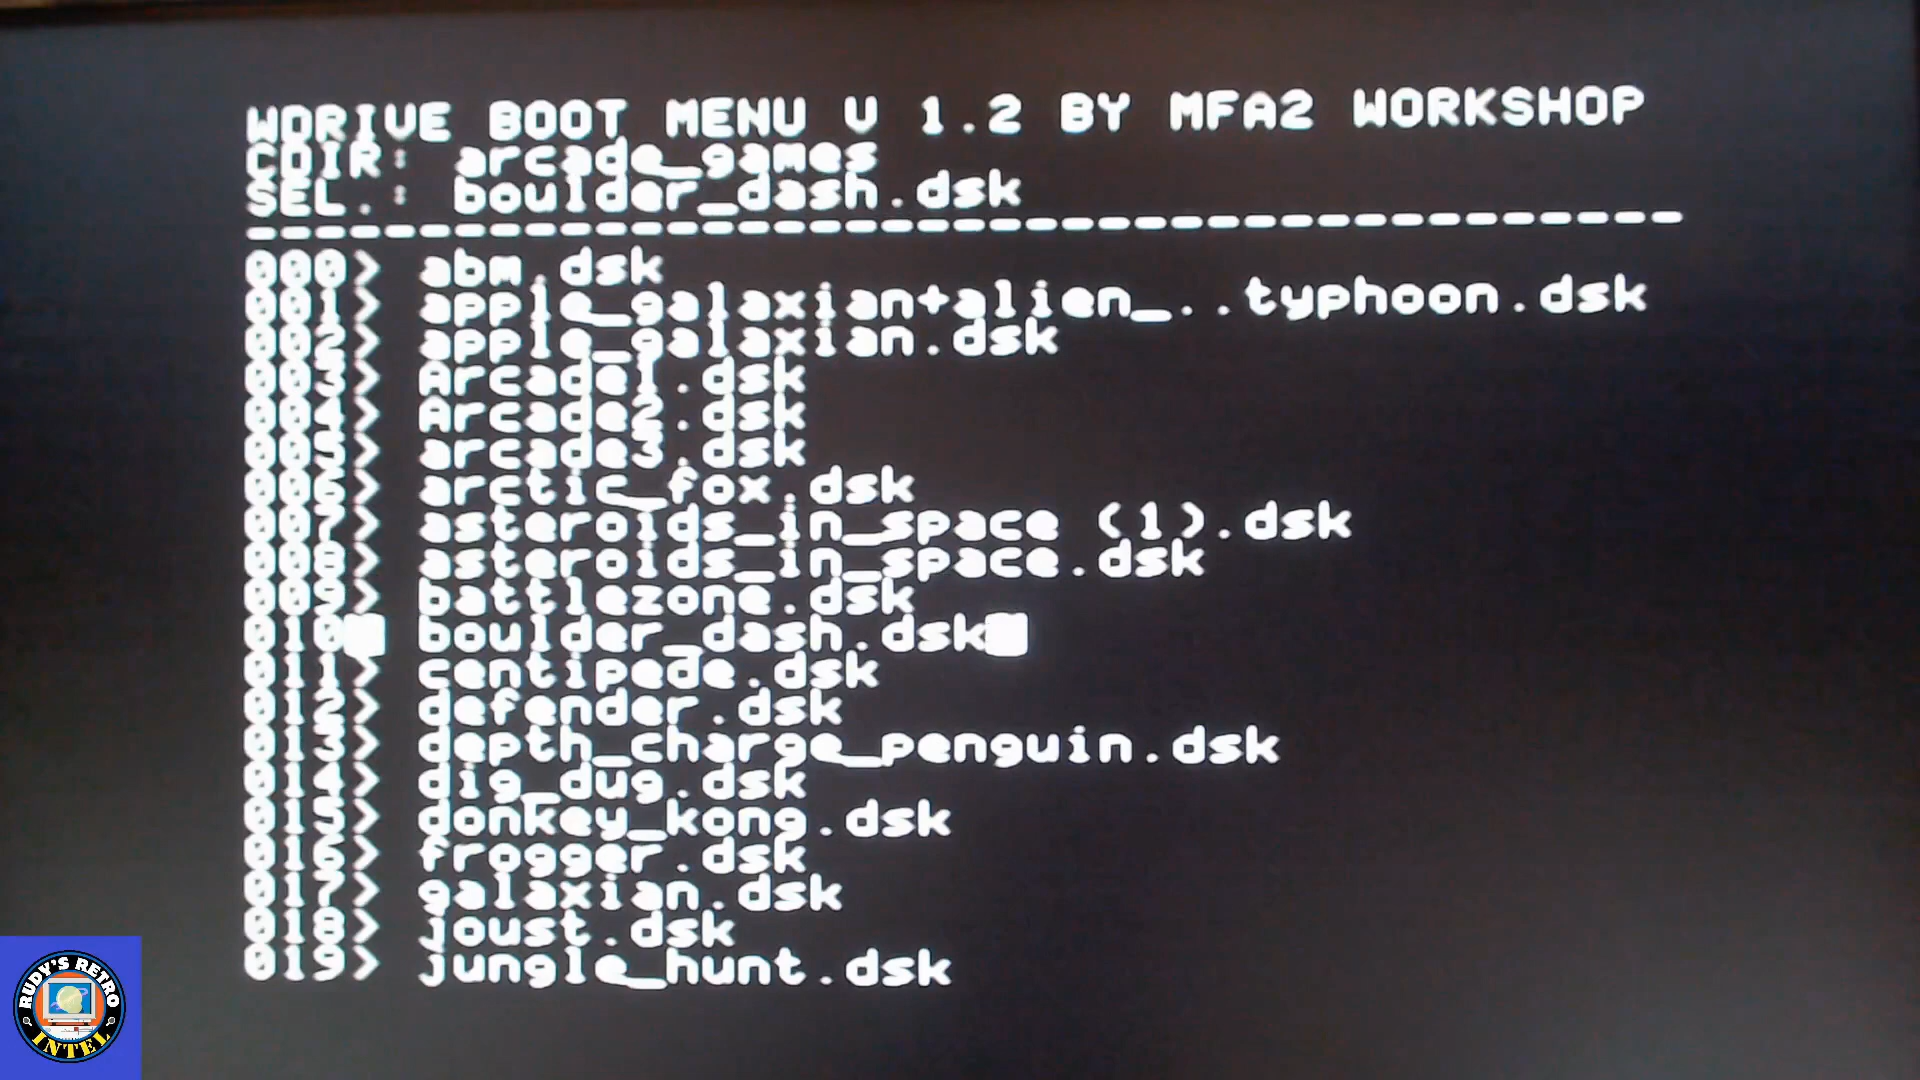 WDRIVE BOOT MENU V 1.2 BY MFA2 WORKSHOP
CDIR: arcade_games
SEL.: boulder_dash.dsk
---------------------------------------
000> abm.dsk
001> apple_galaxian+alien_..typhoon.dsk
002> apple_galaxian.dsk
003> Arcade1.dsk
004> Arcade2.dsk
005> arcade3.dsk
006> arctic_fox.dsk
007> asteroids_in_space (1).dsk
008> asteroids_in_space.dsk
009> battlezone.dsk
010 boulder_dash.dsk
011> centipede.dsk
012> defender.dsk
013> depth_charge_penguin.dsk
014> dig_dug.dsk
015> donkey_kong.dsk
016> frogger.dsk
017> galaxian.dsk
018> joust.dsk
019> jungle_hunt.dsk
RUDY'S RETRO
INTEL